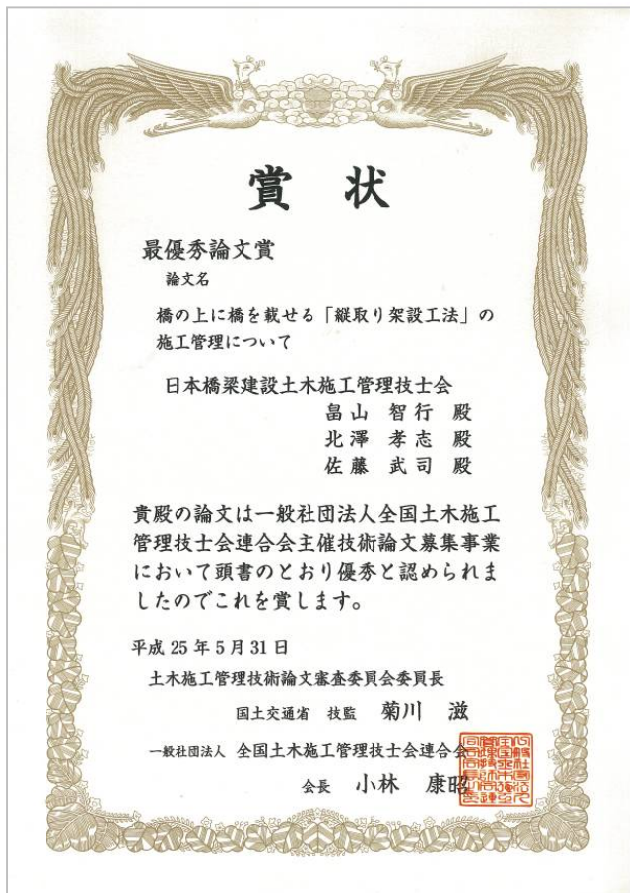 賞状
最優秀論文賞
論文名
橋の上に橋を載せる「縦取り架設工法」の
施工管理について
日本橋梁建設土木施工管理技士会
畠山 智行 殿
北澤 孝志 殿
佐藤 武司 殿
貴殿の論文は一般社団法人全国土木施工
管理技士会連合会主催技術論文募集事業
において頭書のとおり優秀と認められま
したのでこれを賞します。
平成 25 年 5 月 31 日
土木施工管理技術論文審査委員会委員長
国土交通省 技監 菊川 滋
一般社団法人 全国土木施工管理技士会連合会
会長 小林 康昭